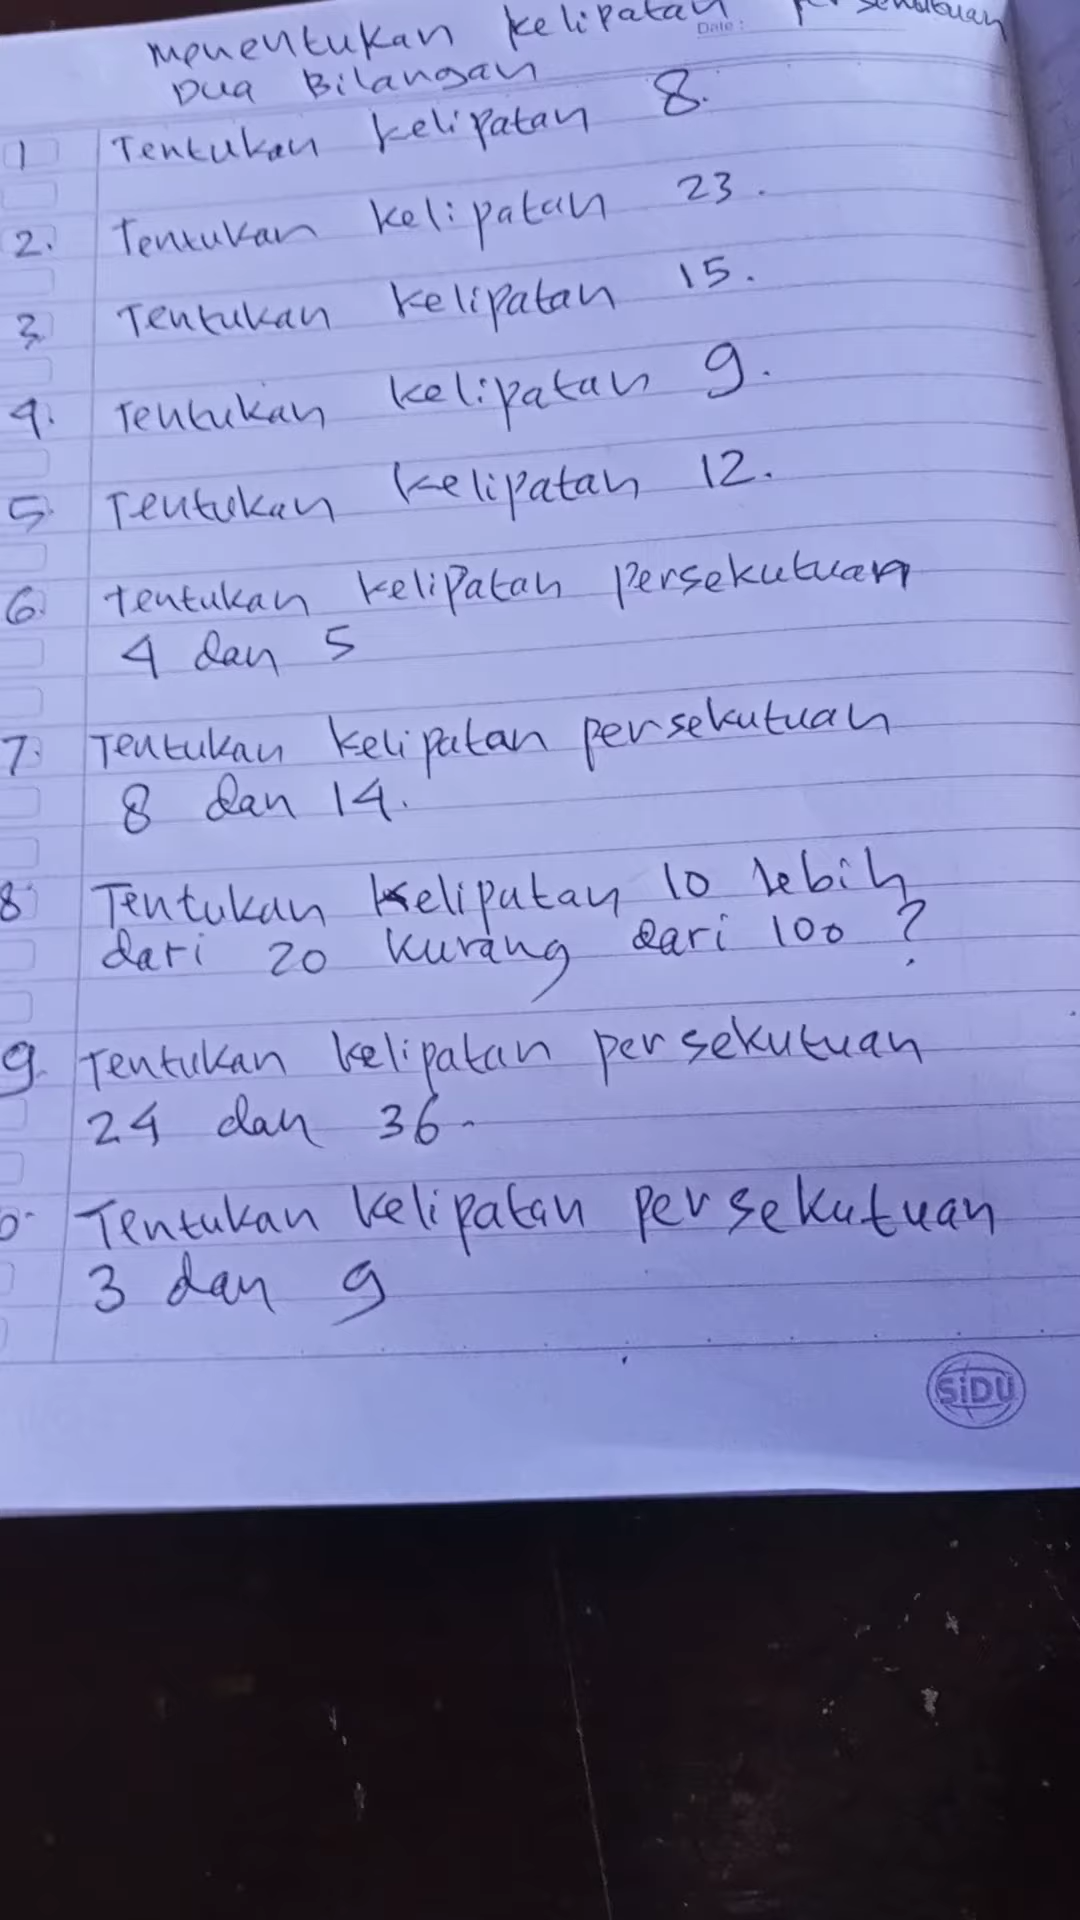 Menentukan kelipatan persekutuan
Date :
Dua Bilangan
1 Tentukan kelipatan 8.
2. Tentukan kelipatan 23.
3. Tentukan kelipatan 15.
4. Tentukan kelipatan 9.
5. Tentukan kelipatan 12.
6. tentukan kelipatan persekutuan
4 dan 5
7. Tentukan kelipatan persekutuan
8 dan 14.
8. Tentukan kelipatan 10 lebih
dari 20 kurang dari 100 ?
9. Tentukan kelipatan persekutuan
24 dan 36.
0. Tentukan kelipatan persekutuan
3 dan 9
SiDU